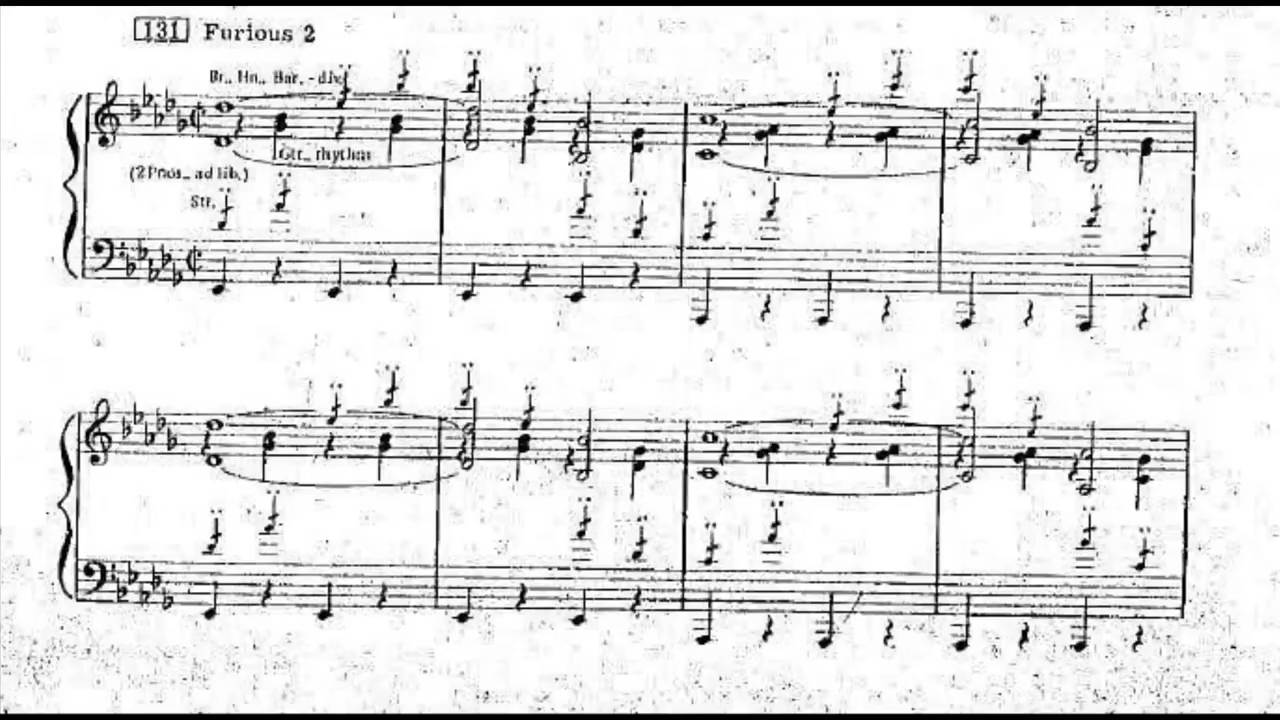 131 Furious 2
Br., Hn., Bar. - div.
Gtr., rhythm
(2 Pnos., ad lib.)
Str.